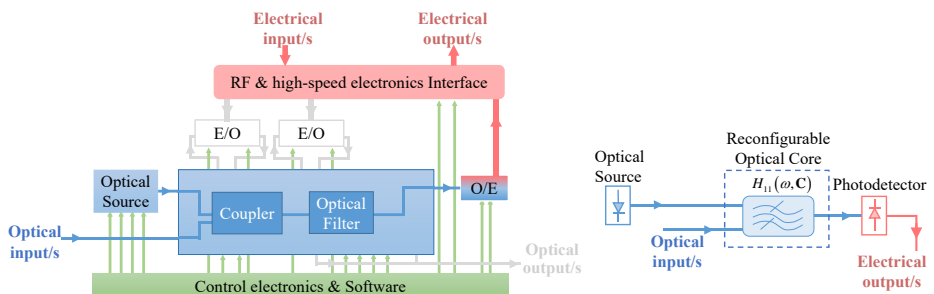 Electrical
input/s
Electrical
output/s
RF & high-speed electronics Interface
E/O
E/O
Optical
Source
Coupler
Optical
Filter
O/E
Optical
input/s
Optical
output/s
Control electronics & Software
Optical
Source
Reconfigurable
Optical Core
H₁₁(ω,C)
Photodetector
Optical
input/s
Electrical
output/s